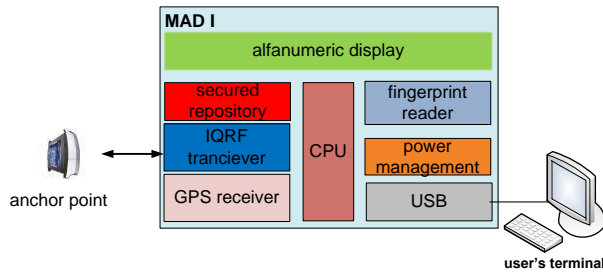 MAD I
alfanumeric display
secured
repository
IQRF
tranciever
GPS receiver
CPU
fingerprint
reader
power
management
USB
anchor point
user's terminal